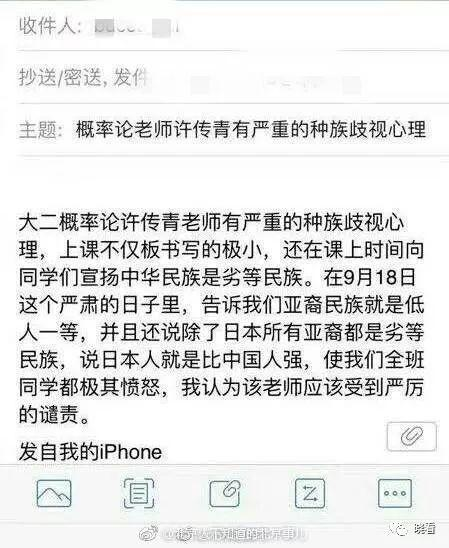 收件人:
抄送/密送, 发件
主题: 概率论老师许传青有严重的种族歧视心理
大二概率论许传青老师有严重的种族歧视心
理，上课不仅板书写的极小，还在课上时间向
同学们宣扬中华民族是劣等民族。在9月18日
这个严肃的日子里，告诉我们亚裔民族就是低
人一等，并且还说除了日本所有亚裔都是劣等
民族，说日本人就是比中国人强，使我们全班
同学都极其愤怒，我认为该老师应该受到严厉
的谴责。
发自我的iPhone
不知道的北京事儿
晓看